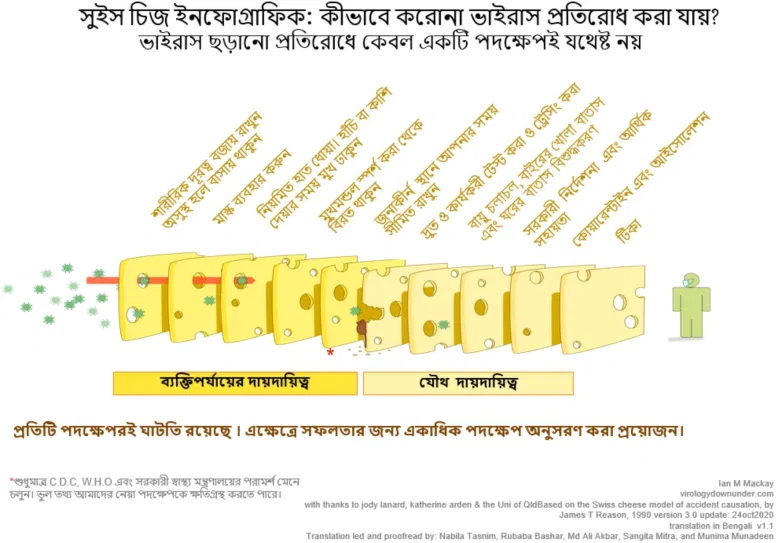 সুইস চিজ ইনফোগ্রাফিক: কীভাবে করোনা ভাইরাস প্রতিরোধ করা যায়?
ভাইরাস ছড়ানো প্রতিরোধে কেবল একটি পদক্ষেপই যথেষ্ট নয়
শারীরিক দূরত্ব বজায় রাখুন
অসুস্থ হলে বাসায় থাকুন
মাস্ক ব্যবহার করুন
নিয়মিত হাত ধোয়া। হাঁচি বা কাশি
দেয়ার সময় মুখ ঢাকুন
মুখমন্ডল স্পর্শ করা থেকে
বিরত থাকুন
জনাকীর্ন স্থানে আপনার সময়
সীমিত রাখুন
দ্রুত ও কার্যকরী টেস্ট করা ও ট্রেসিং করা
বায়ু চলাচল, বাইরের খোলা বাতাস
এবং ঘরের বাতাস বিশুদ্ধকরণ
সরকারী নির্দেশনা এবং আর্থিক
সহায়তা
কোয়ারেন্টাইন এবং আইসোলেশন
টিকা
*
ব্যক্তিপর্যায়ের দায়দায়িত্ব
যৌথ দায়দায়িত্ব
প্রতিটি পদক্ষেপেরই ঘাটতি রয়েছে । এক্ষেত্রে সফলতার জন্য একাধিক পদক্ষেপ অনুসরণ করা প্রয়োজন।
*শুধুমাত্র C.D.C, W.H.O এবং সরকারী স্বাস্থ্য মন্ত্রণালয়ের পরামর্শ মেনে
চলুন। ভুল তথ্য আমাদের নেয়া পদক্ষেপকে ক্ষতিগ্রস্থ করতে পারে।
Ian M Mackay
virologydownunder.com
with thanks to jody lanard, katherine arden & the Uni of QldBased on the Swiss cheese model of accident causation, by
James T Reason, 1990 version 3.0 update: 24oct2020
translation in Bengali v1.1
Translation led and proofread by: Nabila Tasnim, Rubaba Bashar, Md Ali Akbar, Sangita Mitra, and Munima Munadeen